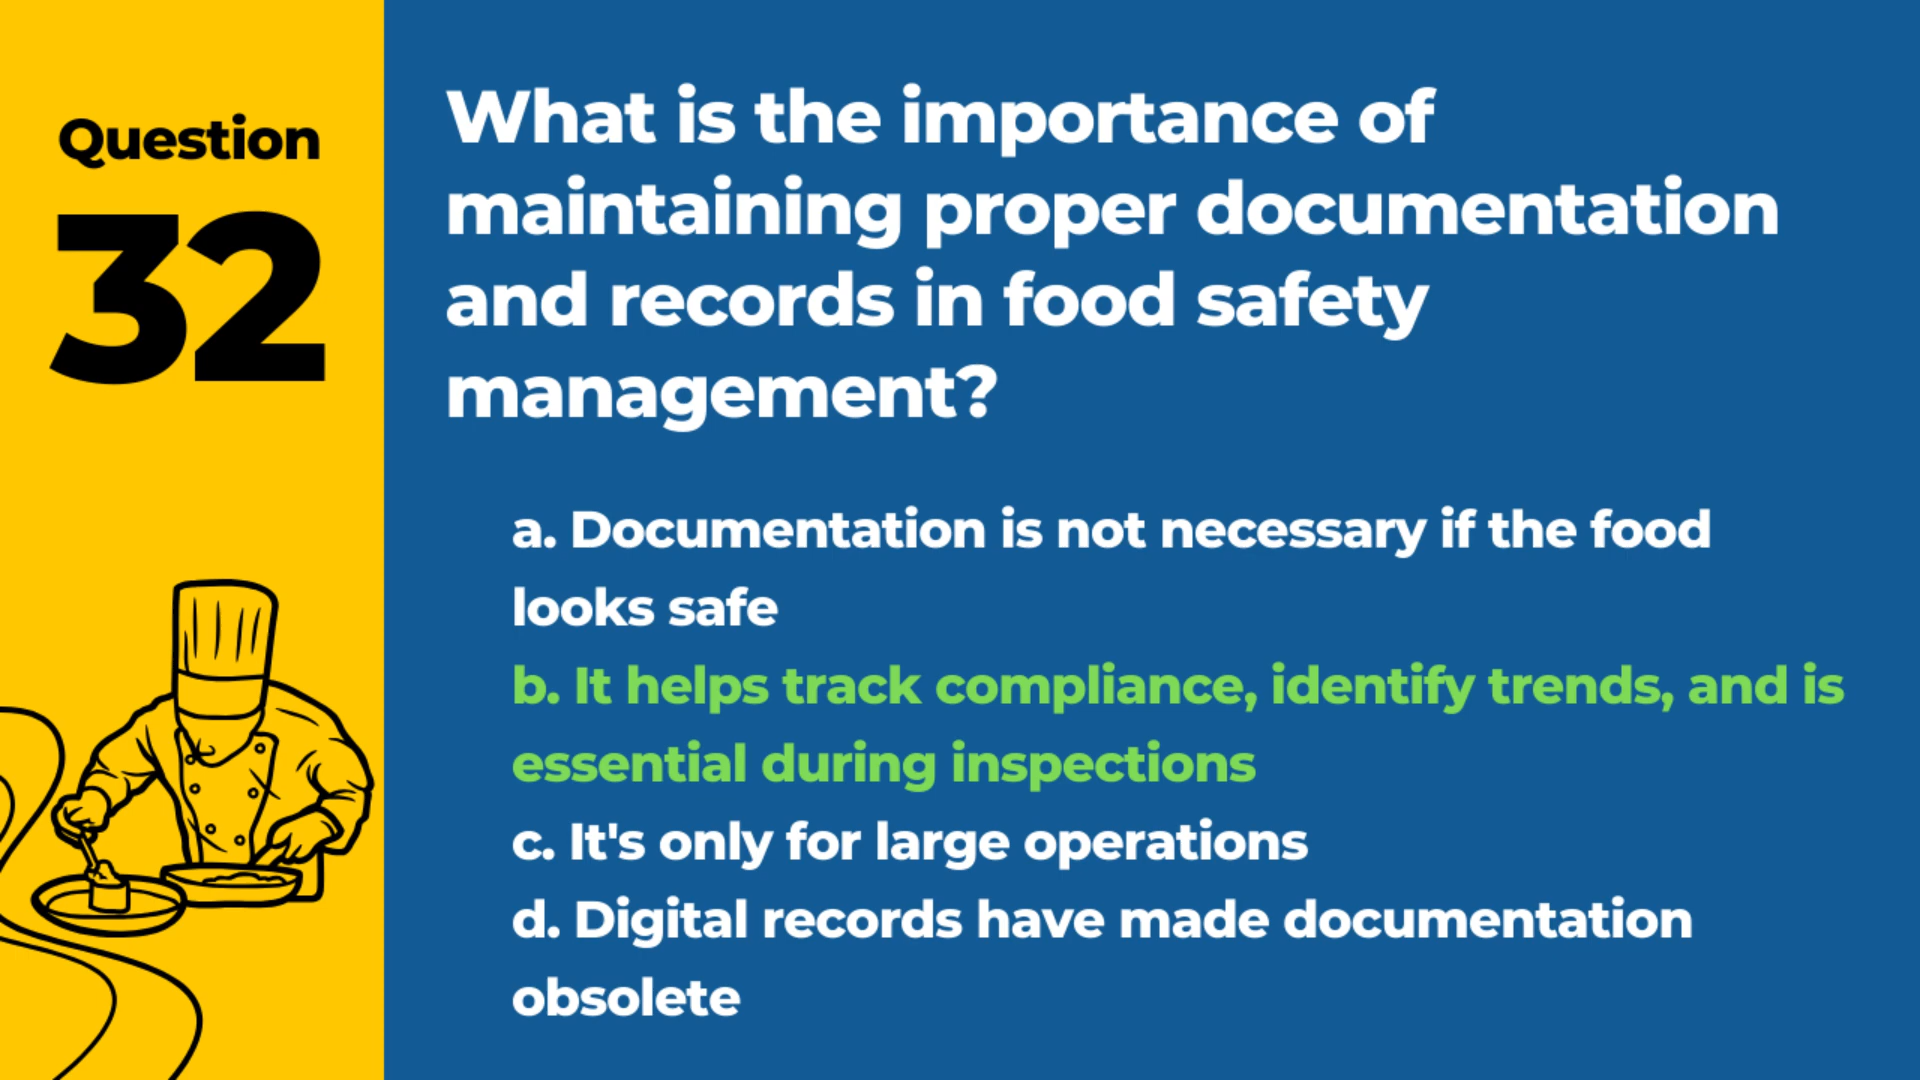 Question
32
What is the importance of
maintaining proper documentation
and records in food safety
management?
a. Documentation is not necessary if the food
looks safe
b. It helps track compliance, identify trends, and is
essential during inspections
c. It's only for large operations
d. Digital records have made documentation
obsolete